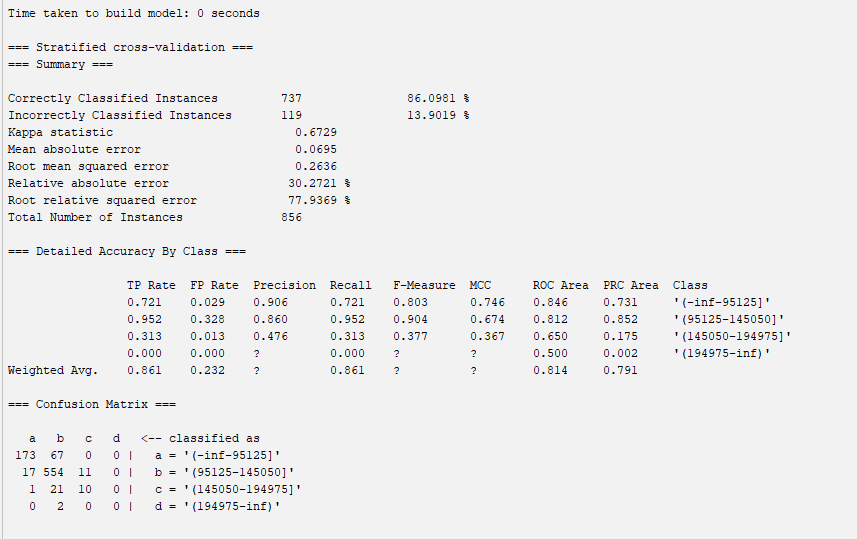 Time taken to build model: 0 seconds
=== Stratified cross-validation ===
=== Summary ===
Correctly Classified Instances         737               86.0981 %
Incorrectly Classified Instances       119               13.9019 %
Kappa statistic                          0.6729
Mean absolute error                      0.0695
Root mean squared error                  0.2636
Relative absolute error                 30.2721 %
Root relative squared error             77.9369 %
Total Number of Instances              856
=== Detailed Accuracy By Class ===
                 TP Rate  FP Rate  Precision  Recall   F-Measure  MCC      ROC Area  PRC Area  Class
                 0.721    0.029    0.906      0.721    0.803      0.746    0.846     0.731     '(-inf-95125]'
                 0.952    0.328    0.860      0.952    0.904      0.674    0.812     0.852     '(95125-145050]'
                 0.313    0.013    0.476      0.313    0.377      0.367    0.650     0.175     '(145050-194975]'
                 0.000    0.000    ?          0.000    ?          ?        0.500     0.002     '(194975-inf)'
Weighted Avg.    0.861    0.232    ?          0.861    ?          ?        0.814     0.791
=== Confusion Matrix ===
   a   b   c   d   <-- classified as
 173  67   0   0 |   a = '(-inf-95125]'
  17 554  11   0 |   b = '(95125-145050]'
   1  21  10   0 |   c = '(145050-194975]'
   0   2   0   0 |   d = '(194975-inf)'